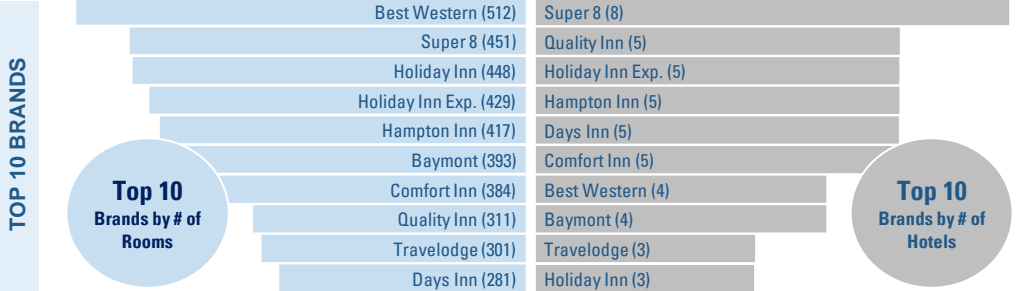 TOP 10 BRANDS
Best Western (512)
Super 8 (451)
Holiday Inn (448)
Holiday Inn Exp. (429)
Hampton Inn (417)
Baymont (393)
Comfort Inn (384)
Quality Inn (311)
Travelodge (301)
Days Inn (281)
Top 10
Brands by # of
Rooms
Super 8 (8)
Quality Inn (5)
Holiday Inn Exp. (5)
Hampton Inn (5)
Days Inn (5)
Comfort Inn (5)
Best Western (4)
Baymont (4)
Travelodge (3)
Holiday Inn (3)
Top 10
Brands by # of
Hotels